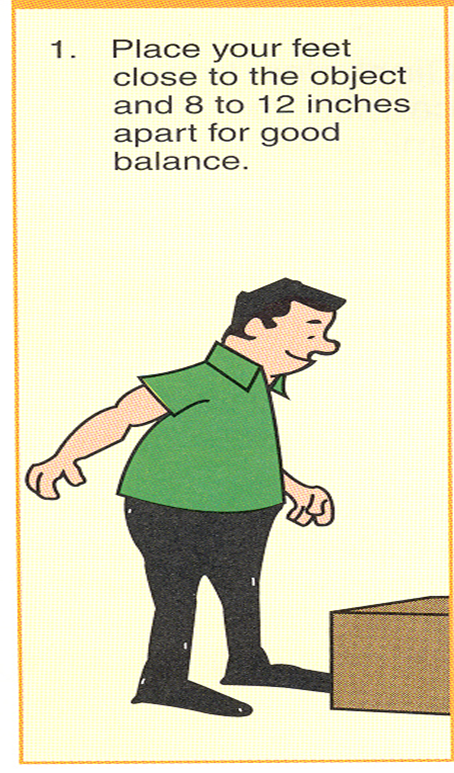 1. Place your feet
close to the object
and 8 to 12 inches
apart for good
balance.